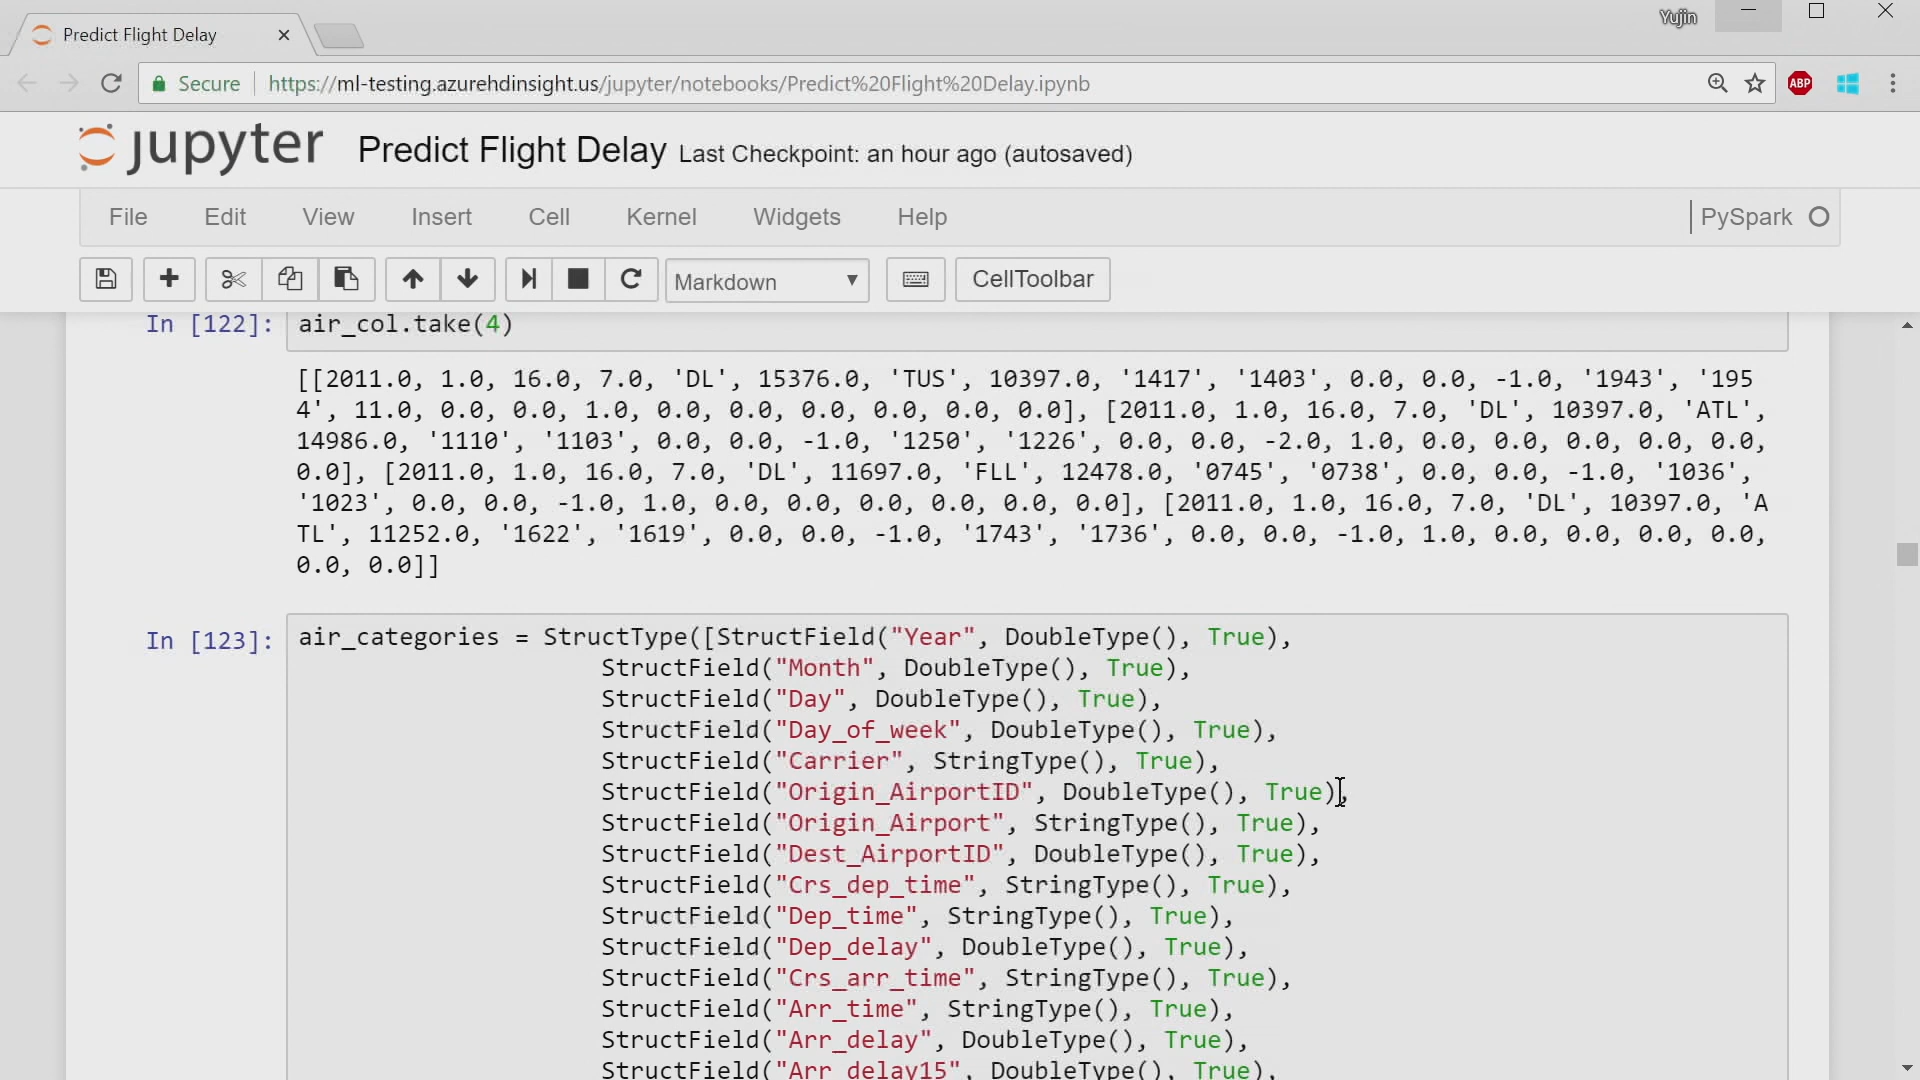 Predict Flight Delay
Yujin
Secure https://ml-testing.azurehdinsight.us/jupyter/notebooks/Predict%20Flight%20Delay.ipynb
ABP
jupyter Predict Flight Delay Last Checkpoint: an hour ago (autosaved)
File Edit View Insert Cell Kernel Widgets Help PySpark
Markdown CellToolbar
In [122]: air_col.take(4)
[[2011.0, 1.0, 16.0, 7.0, 'DL', 15376.0, 'TUS', 10397.0, '1417', '1403', 0.0, 0.0, -1.0, '1943', '195
4', 11.0, 0.0, 0.0, 1.0, 0.0, 0.0, 0.0, 0.0, 0.0, 0.0], [2011.0, 1.0, 16.0, 7.0, 'DL', 10397.0, 'ATL',
14986.0, '1110', '1103', 0.0, 0.0, -1.0, '1250', '1226', 0.0, 0.0, -2.0, 1.0, 0.0, 0.0, 0.0, 0.0, 0.0,
0.0], [2011.0, 1.0, 16.0, 7.0, 'DL', 11697.0, 'FLL', 12478.0, '0745', '0738', 0.0, 0.0, -1.0, '1036',
'1023', 0.0, 0.0, -1.0, 1.0, 0.0, 0.0, 0.0, 0.0, 0.0, 0.0], [2011.0, 1.0, 16.0, 7.0, 'DL', 10397.0, 'A
TL', 11252.0, '1622', '1619', 0.0, 0.0, -1.0, '1743', '1736', 0.0, 0.0, -1.0, 1.0, 0.0, 0.0, 0.0, 0.0,
0.0, 0.0]]
In [123]: air_categories = StructType([StructField("Year", DoubleType(), True),
StructField("Month", DoubleType(), True),
StructField("Day", DoubleType(), True),
StructField("Day_of_week", DoubleType(), True),
StructField("Carrier", StringType(), True),
StructField("Origin_AirportID", DoubleType(), True),
StructField("Origin_Airport", StringType(), True),
StructField("Dest_AirportID", DoubleType(), True),
StructField("Crs_dep_time", StringType(), True),
StructField("Dep_time", StringType(), True),
StructField("Dep_delay", DoubleType(), True),
StructField("Crs_arr_time", StringType(), True),
StructField("Arr_time", StringType(), True),
StructField("Arr_delay", DoubleType(), True),
StructField("Arr_delay15", DoubleType(), True),